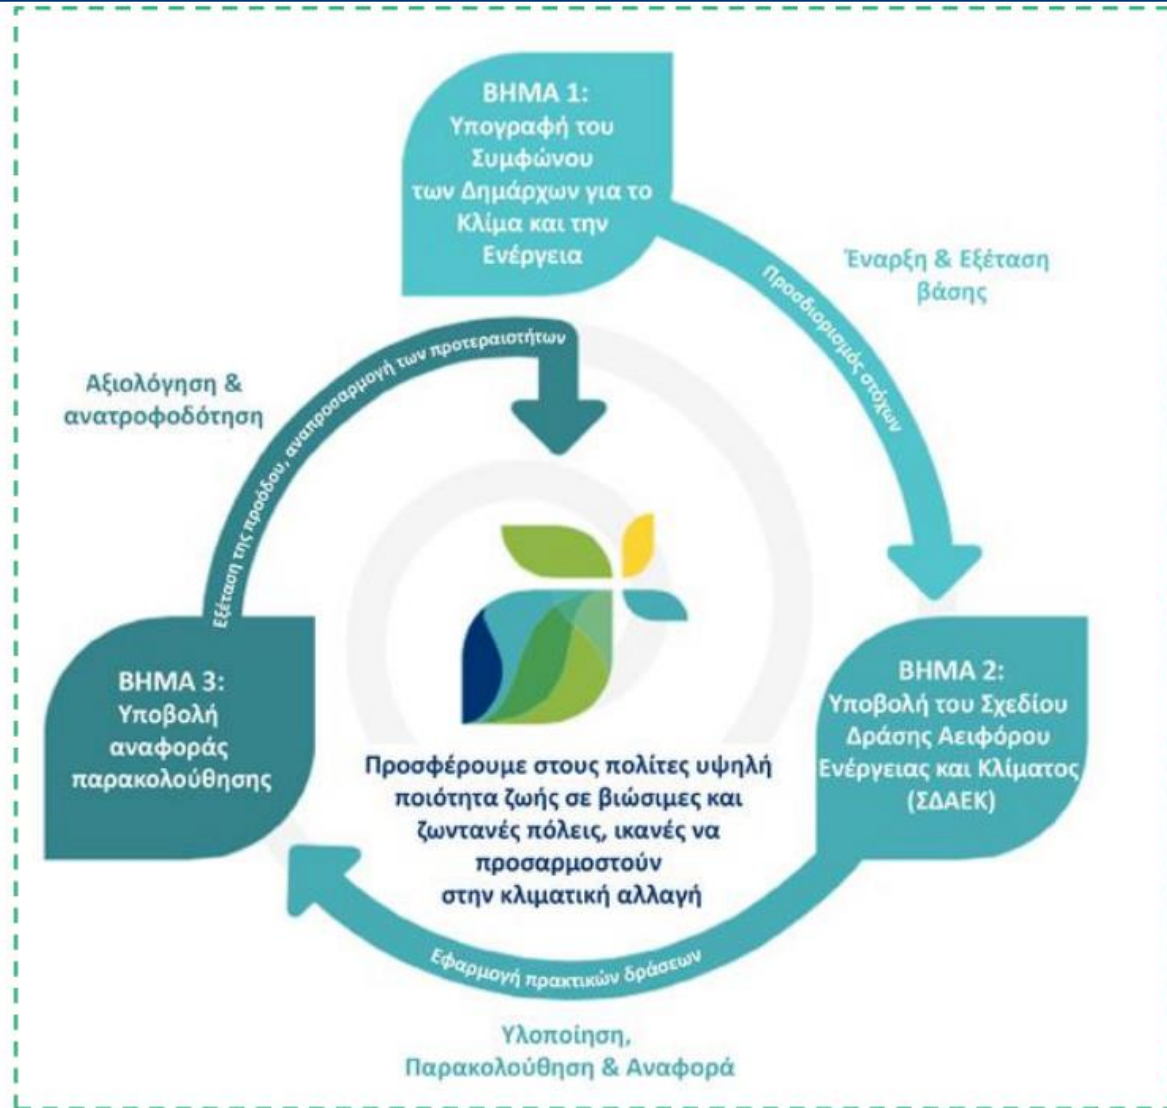 ΒΗΜΑ 1:
Υπογραφή του
Συμφώνου
των Δημάρχων για το
Κλίμα και την
Ενέργεια
Προσδιορισμός στόχων
Έναρξη & Εξέταση
βάσης
ΒΗΜΑ 2:
Υποβολή του Σχεδίου
Δράσης Αειφόρου
Ενέργειας και Κλίματος
(ΣΔΑΕΚ)
Εφαρμογή πρακτικών δράσεων
Υλοποίηση,
Παρακολούθηση & Αναφορά
ΒΗΜΑ 3:
Υποβολή
αναφοράς
παρακολούθησης
Εξέταση της προόδου, αναπροσαρμογή των προτεραιοτήτων
Αξιολόγηση &
ανατροφοδότηση
Προσφέρουμε στους πολίτες υψηλή
ποιότητα ζωής σε βιώσιμες και
ζωντανές πόλεις, ικανές να
προσαρμοστούν
στην κλιματική αλλαγή